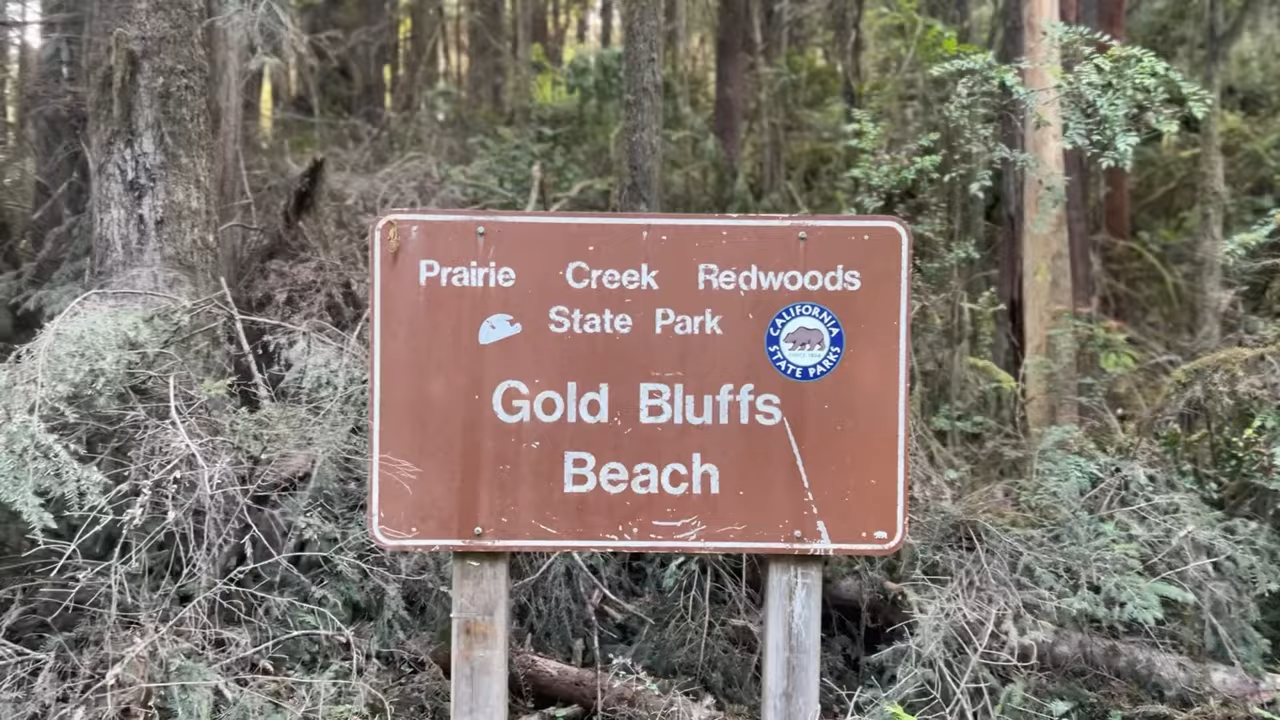 Prairie Creek Redwoods
State Park
CALIFORNIA
STATE PARKS
Gold Bluffs
Beach